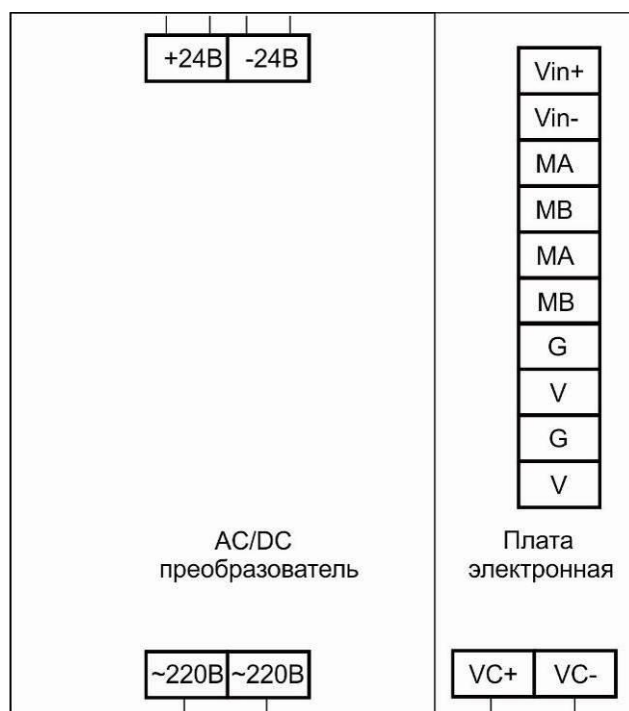 +24В -24В
Vin+
Vin-
MA
MB
MA
MB
G
V
G
V
AC/DC
преобразователь
Плата
электронная
~220В ~220В
VC+ VC-